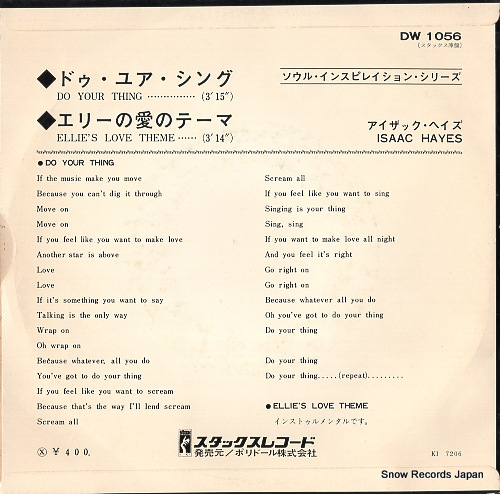 DW 1056
(スタックス原盤)
◆ドゥ・ユア・シング
DO YOUR THING ............... (3′15″)
◆エリーの愛のテーマ
ELLIE'S LOVE THEME ...... (3′14″)
ソウル・インスピレイション・シリーズ
アイザック・ヘイズ
ISAAC HAYES
● DO YOUR THING
If the music make you move
Because you can't dig it through
Move on
Move on
If you feel like you want to make love
Another star is above
Love
Love
If it's something you want to say
Talking is the only way
Wrap on
Oh wrap on
Because whatever, all you do
You've got to do your thing
If you feel like you want to scream
Because that's the way I'll lend scream
Scream all
Scream all
If you feel like you want to sing
Singing is your thing
Sing, sing
If you want to make love all night
And you feel it's right
Go right on
Go right on
Because whatever all you do
Oh you've got to do your thing
Do your thing
Do your thing
Do your thing.....(repeat).........
● ELLIE'S LOVE THEME
インストゥルメンタルです。
Ⓧ ¥ 400.
スタックスレコード
発売元/ポリドール株式会社
KI 7206
Snow Records Japan